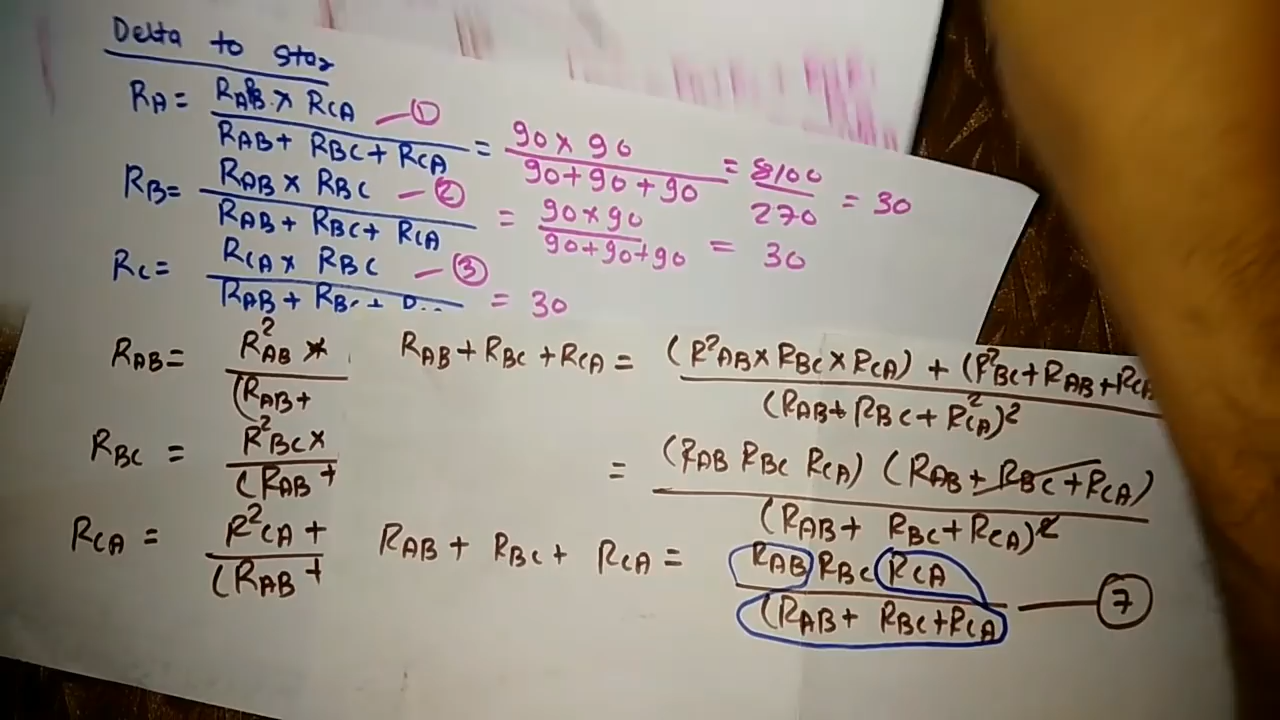 Delta to Star
RA = RAB × RCA — ① / RAB + RBC + RCA = 90 × 90 / 90 + 90 + 90 = 8100 / 270 = 30
RB = RAB × RBC — ② / RAB + RBC + RCA = 90 × 90 / 90+90+90 = 30
RC = RCA × RBC — ③ / RAB + RBC + = 30
RAB = R²AB × / (RAB +
RAB + RBC + RCA = (R²AB × RBC × RCA) + (R²BC + RAB + RCA / (RAB + RBC + R²CA)²
RBC = R²BC × / (RAB +
= (RAB RBC RCA) (RAB + RBC + RCA) / (RAB + RBC + RCA)²
RCA = R²CA + / (RAB +
RAB + RBC + RCA = RAB RBC RCA / (RAB + RBC + RCA — ⑦